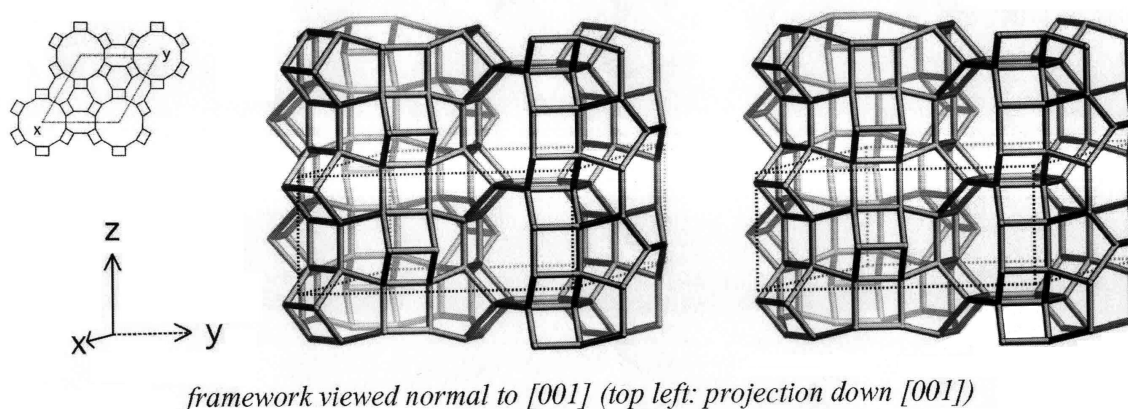 y
x
z
x
y
framework viewed normal to [001] (top left: projection down [001])